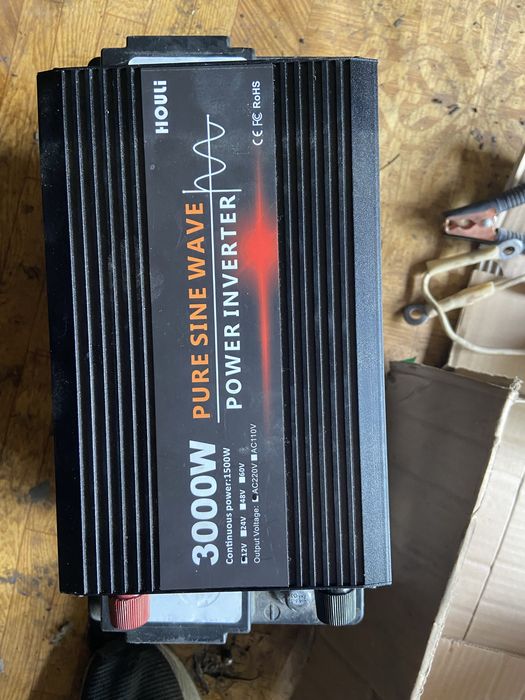 HOULI
CE FC RoHS
PURE SINE WAVE
POWER INVERTER
3000W
Continuous power:1500W
12V 24V 48V 60V
Output Voltage: AC220V AC110V